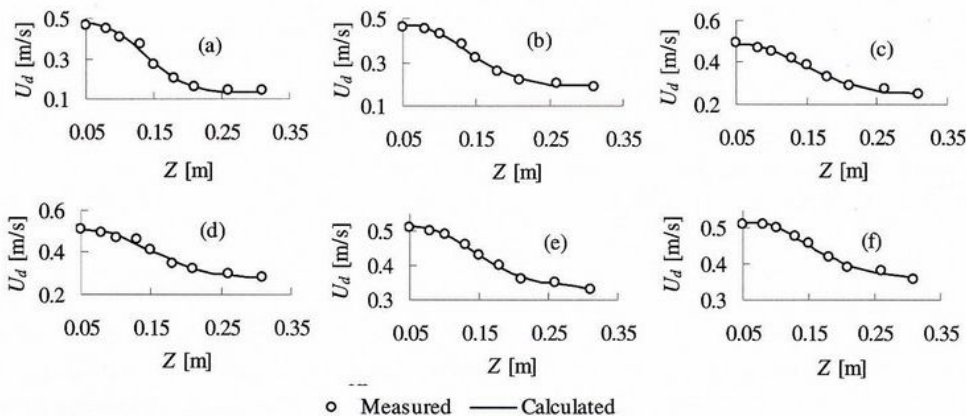 0.5 (a) 0.5 (b) 0.6 (c)
0.3 0.3 0.4
0.1 0.1 0.2
U_d [m/s] U_d [m/s] U_d [m/s]
0.05 0.15 0.25 0.35 0.05 0.15 0.25 0.35 0.05 0.15 0.25 0.35
Z [m] Z [m] Z [m]
0.6 (d) 0.5 (e) 0.5 (f)
0.4 0.4 0.4
0.2 0.3 0.3
U_d [m/s] U_d [m/s] U_d [m/s]
0.05 0.15 0.25 0.35 0.05 0.15 0.25 0.35 0.05 0.15 0.25 0.35
Z [m] Z [m] Z [m]
Measured Calculated